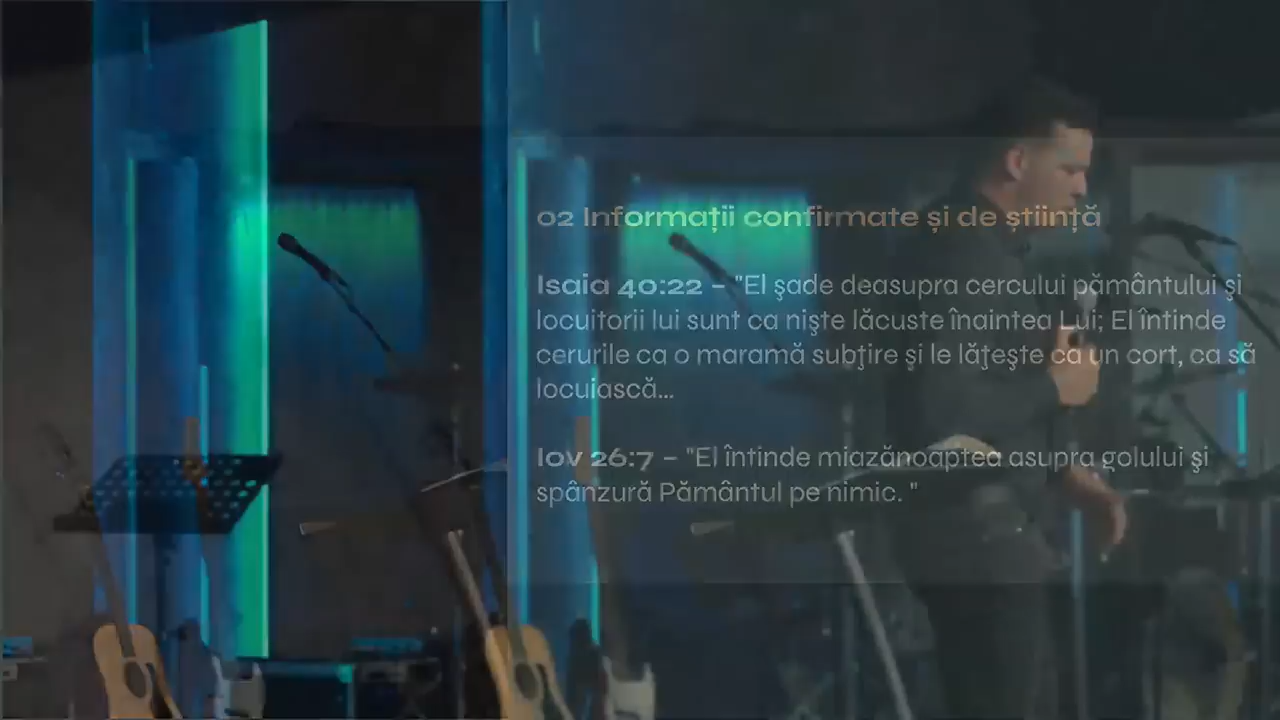 02 Informații confirmate și de știință
Isaia 40:22 – "El şade deasupra cercului pământului şi
locuitorii lui sunt ca nişte lăcuste înaintea Lui; El întinde
cerurile ca o maramă subţire şi le lăţeşte ca un cort, ca să
locuiască...
Iov 26:7 – "El întinde miazănoaptea asupra golului şi
spânzură Pământul pe nimic. "